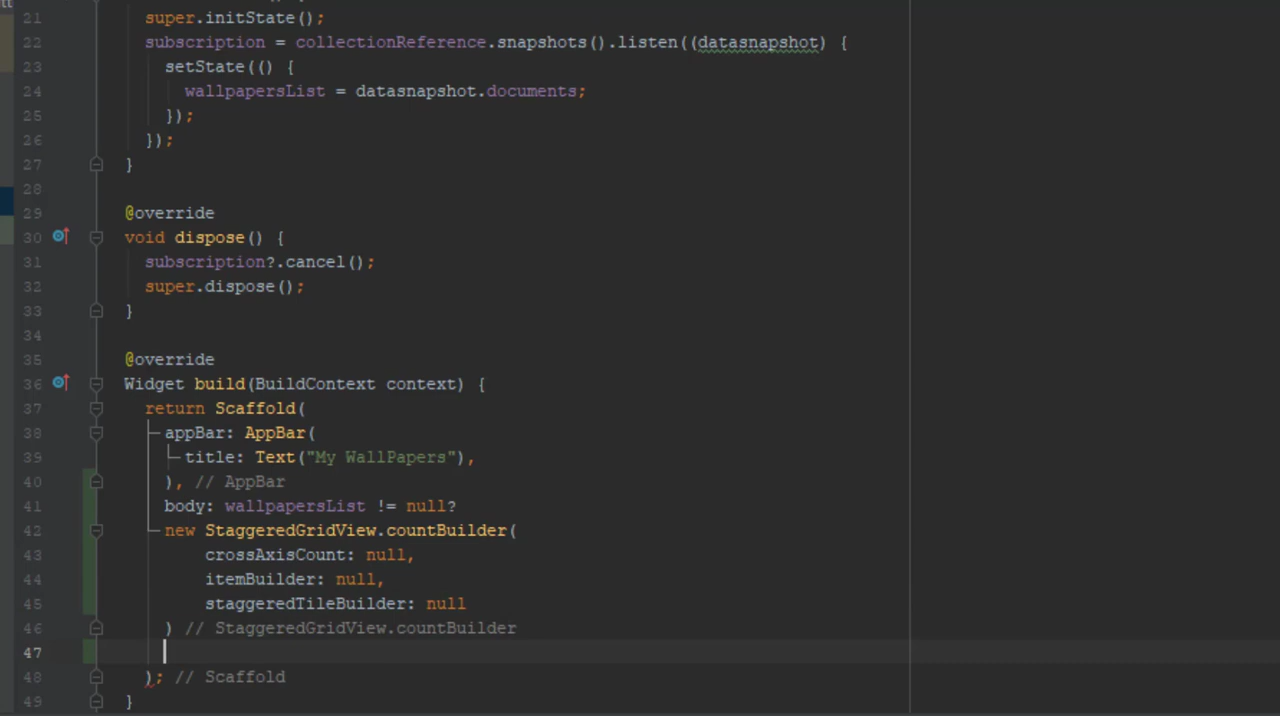 21 super.initState();
22 subscription = collectionReference.snapshots().listen((datasnapshot) {
23 setState(() {
24 wallpapersList = datasnapshot.documents;
25 });
26 });
27 }
28
29 @override
30 void dispose() {
31 subscription?.cancel();
32 super.dispose();
33 }
34
35 @override
36 Widget build(BuildContext context) {
37 return Scaffold(
38 appBar: AppBar(
39 title: Text("My WallPapers"),
40 ), // AppBar
41 body: wallpapersList != null?
42 new StaggeredGridView.countBuilder(
43 crossAxisCount: null,
44 itemBuilder: null,
45 staggeredTileBuilder: null
46 ) // StaggeredGridView.countBuilder
47
48 ); // Scaffold
49 }